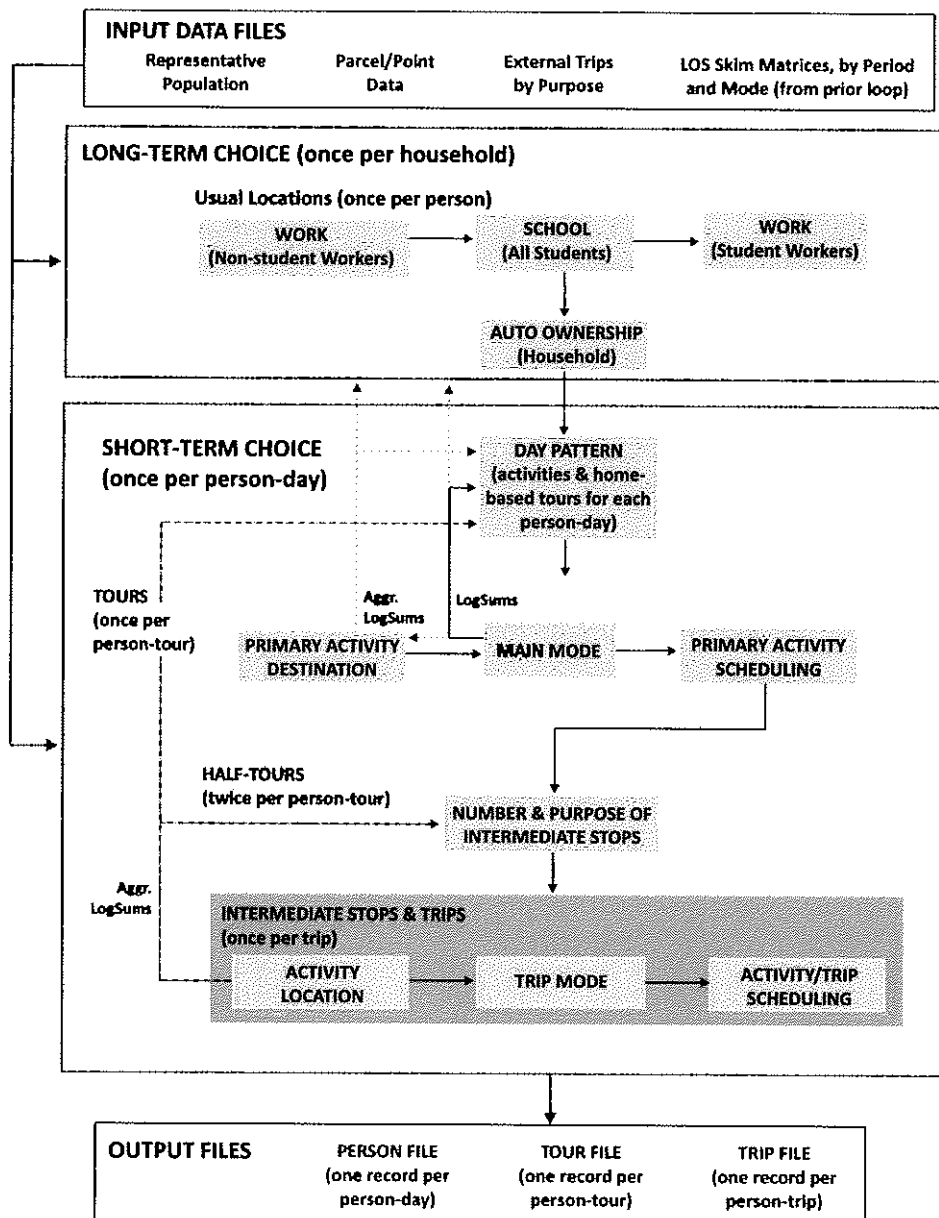 INPUT DATA FILES
Representative
Population
Parcel/Point
Data
External Trips
by Purpose
LOS Skim Matrices, by Period
and Mode (from prior loop)
LONG-TERM CHOICE (once per household)
Usual Locations (once per person)
WORK
(Non-student Workers)
SCHOOL
(All Students)
WORK
(Student Workers)
AUTO OWNERSHIP
(Household)
SHORT-TERM CHOICE
(once per person-day)
DAY PATTERN
(activities & home-
based tours for each
person-day)
TOURS
(once per
person-tour)
Aggr.
LogSums
LogSums
PRIMARY ACTIVITY
DESTINATION
MAIN MODE
PRIMARY ACTIVITY
SCHEDULING
HALF-TOURS
(twice per person-tour)
NUMBER & PURPOSE OF
INTERMEDIATE STOPS
Aggr.
LogSums
INTERMEDIATE STOPS & TRIPS
(once per trip)
ACTIVITY
LOCATION
TRIP MODE
ACTIVITY/TRIP
SCHEDULING
OUTPUT FILES
PERSON FILE
(one record per
person-day)
TOUR FILE
(one record per
person-tour)
TRIP FILE
(one record per
person-trip)